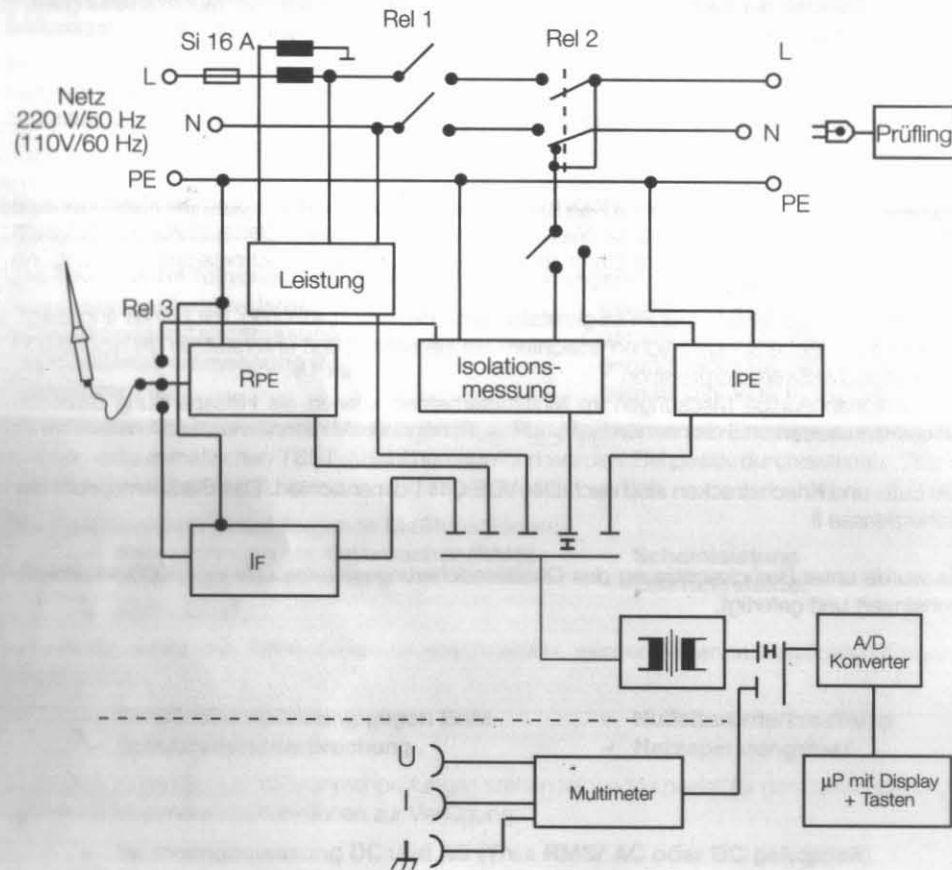 Rel 1
Si 16 A
Rel 2
L
L
Netz
220 V/50 Hz
(110V/60 Hz)
N
N
Prüfling
PE
PE
Leistung
Rel 3
RPE
Isolations-
messung
IPE
IF
H
H
A/D
Konverter
U
Multimeter
µP mit Display
+ Tasten